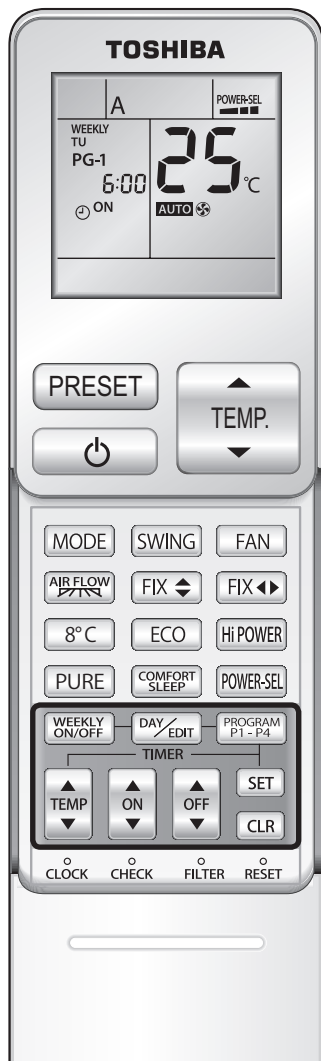 TOSHIBA
A POWER-SEL
WEEKLY
TU
PG-1
6:00 25 °C
ON AUTO
PRESET
TEMP.
MODE SWING FAN
AIR FLOW FIX FIX
8°C ECO Hi POWER
PURE COMFORT SLEEP POWER-SEL
WEEKLY ON/OFF DAY/EDIT PROGRAM P1 - P4
TIMER
TEMP ON OFF SET
CLR
CLOCK CHECK FILTER RESET